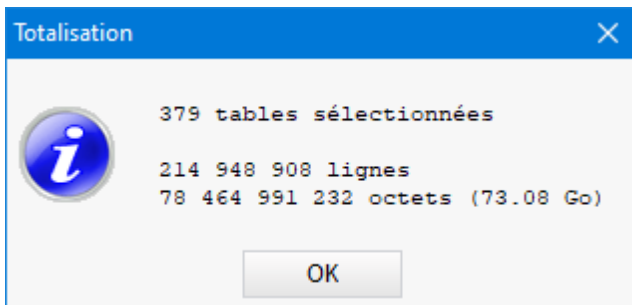 Totalisation
379 tables sélectionnées
214 948 908 lignes
78 464 991 232 octets (73.08 Go)
OK